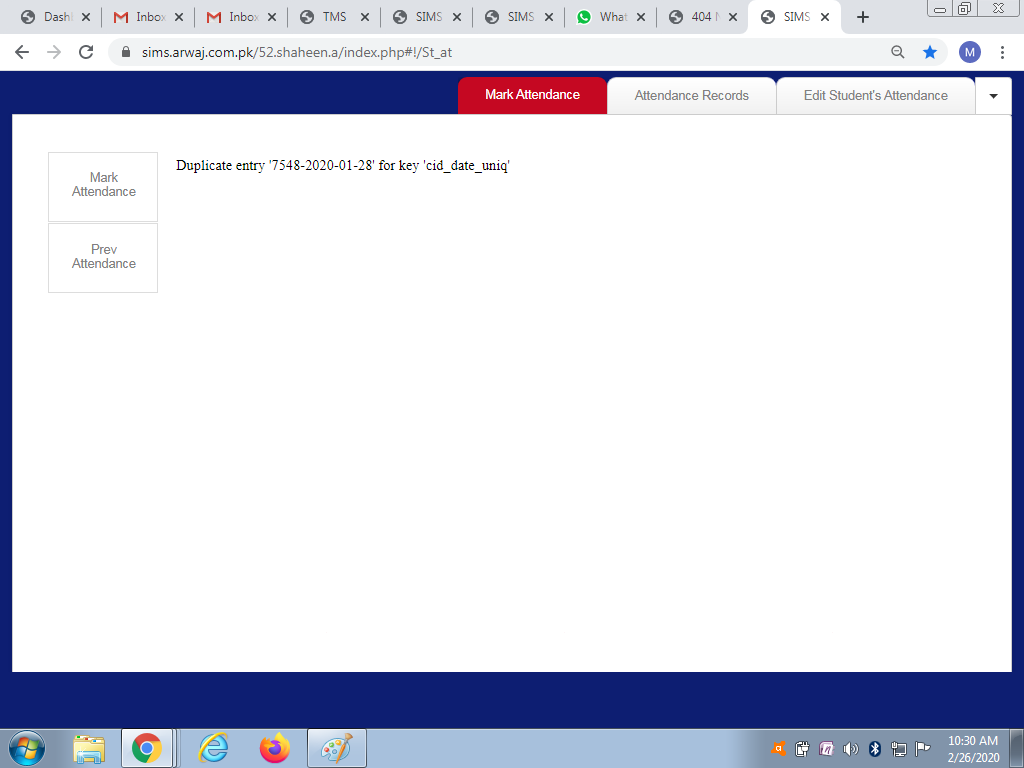 Dash Inbox Inbox TMS SIMS SIMS What 404 SIMS
sims.arwaj.com.pk/52.shaheen.a/index.php#!/St_at
M
Mark Attendance Attendance Records Edit Student's Attendance
Mark
Attendance
Duplicate entry '7548-2020-01-28' for key 'cid_date_uniq'
Prev
Attendance
10:30 AM
2/26/2020